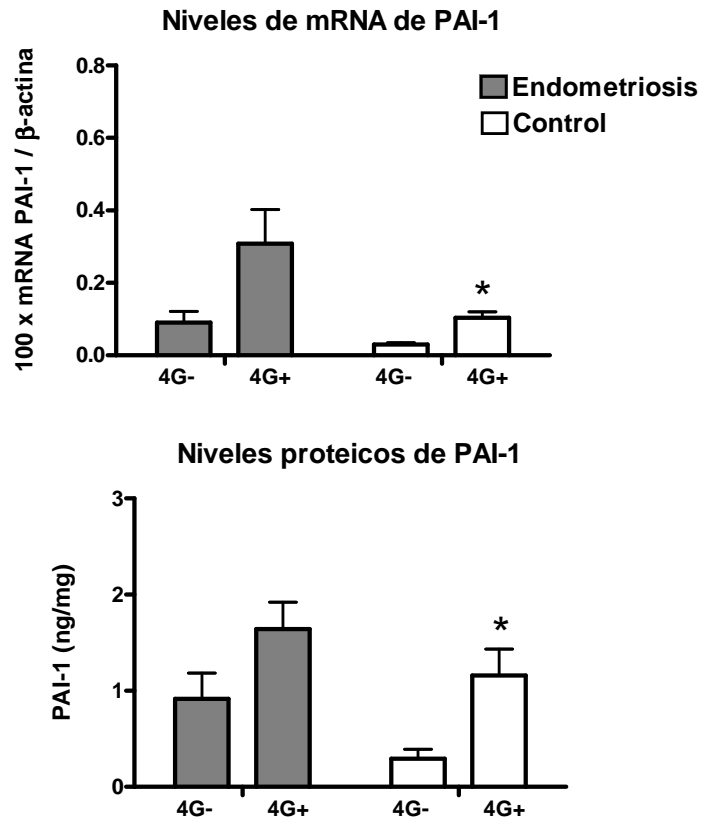 Niveles de mRNA de PAI-1
100 x mRNA PAI-1 / β-actina
0.8
0.6
0.4
0.2
0.0
Endometriosis
Control
*
4G-
4G+
4G-
4G+
Niveles proteicos de PAI-1
PAI-1 (ng/mg)
3
2
1
0
*
4G-
4G+
4G-
4G+